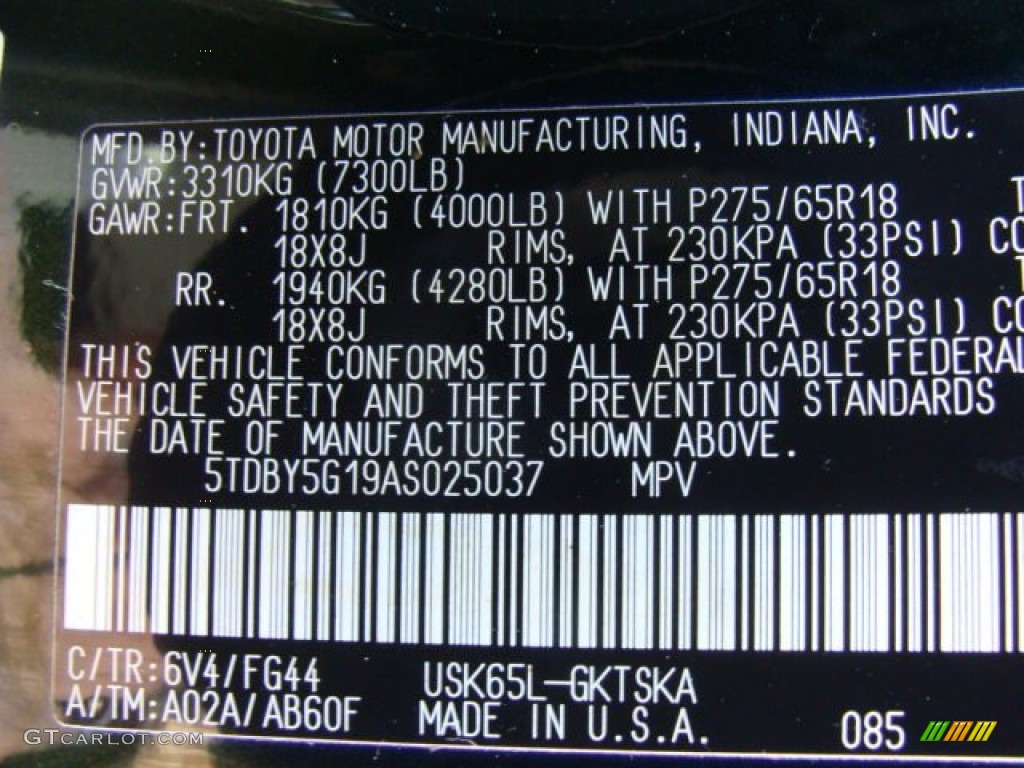 MFD.BY:TOYOTA MOTOR MANUFACTURING, INDIANA, INC.
GVWR:3310KG (7300LB)
GAWR:FRT. 1810KG (4000LB) WITH P275/65R18 T
18X8J RIMS, AT 230KPA (33PSI) CO
RR. 1940KG (4280LB) WITH P275/65R18 T
18X8J RIMS, AT 230KPA (33PSI) CO
THIS VEHICLE CONFORMS TO ALL APPLICABLE FEDERAL
VEHICLE SAFETY AND THEFT PREVENTION STANDARDS
THE DATE OF MANUFACTURE SHOWN ABOVE.
5TDBY5G19AS025037 MPV
C/TR:6V4/FG44 USK65L-GKTSKA
A/TM:A02A/AB60F MADE IN U.S.A. 085
GTCARLOT.COM